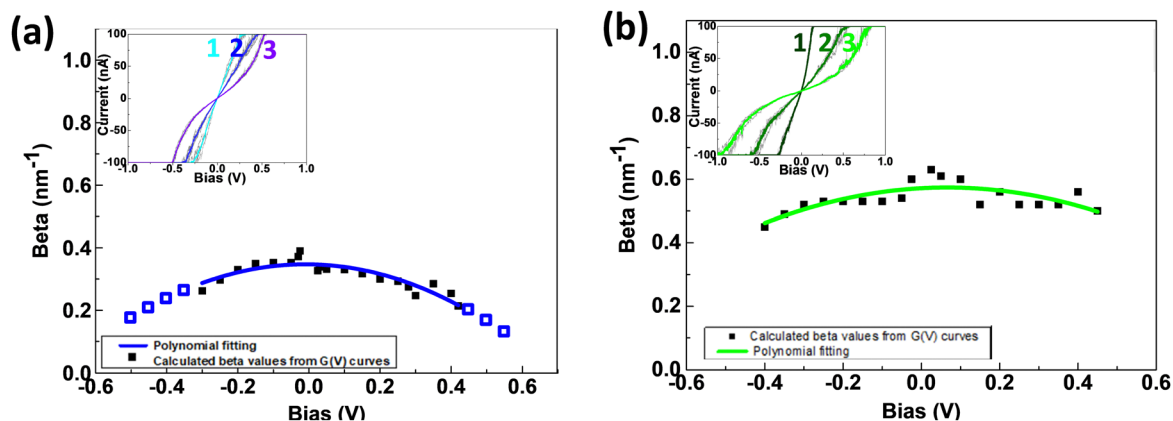 (a)
1 2 3
100
50
0
-50
-100
Current (nA)
-1.0 -0.5 0.0 0.5 1.0
Bias (V)
1.0
0.8
0.6
0.4
0.2
0.0
Beta (nm-1)
Polynomial fitting
Calculated beta values from G(V) curves
-0.6 -0.4 -0.2 0.0 0.2 0.4 0.6
Bias (V)
(b)
1 2 3
100
50
0
-50
-100
Current (nA)
-1.0 -0.5 0.0 0.5 1.0
Bias (V)
1.0
0.8
0.6
0.4
0.2
0.0
Beta (nm-1)
Calculated beta values from G(V) curves
Polynomial fitting
-0.6 -0.4 -0.2 0.0 0.2 0.4 0.6
Bias (V)